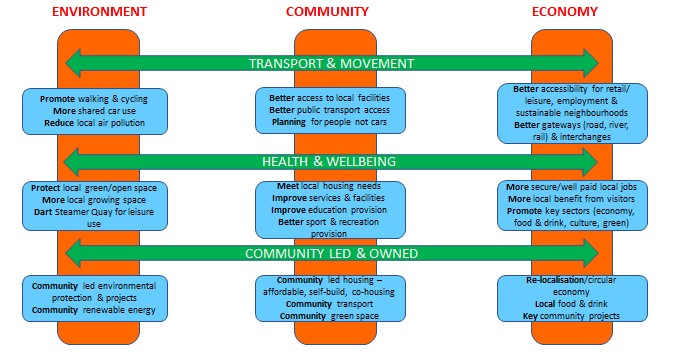 ENVIRONMENT
COMMUNITY
ECONOMY
TRANSPORT & MOVEMENT
Promote walking & cycling
More shared car use
Reduce local air pollution
Better access to local facilities
Better public transport access
Planning for people not cars
Better accessibility for retail/
leisure, employment &
sustainable neighbourhoods
Better gateways (road, river,
rail) & interchanges
HEALTH & WELLBEING
Protect local green/open space
More local growing space
Dart Steamer Quay for leisure
use
Meet local housing needs
Improve services & facilities
Improve education provision
Better sport & recreation
provision
More secure/well paid local jobs
More local benefit from visitors
Promote key sectors (economy,
food & drink, culture, green)
COMMUNITY LED & OWNED
Community led environmental
protection & projects
Community renewable energy
Community led housing –
affordable, self-build, co-housing
Community transport
Community green space
Re-localisation/circular
economy
Local food & drink
Key community projects